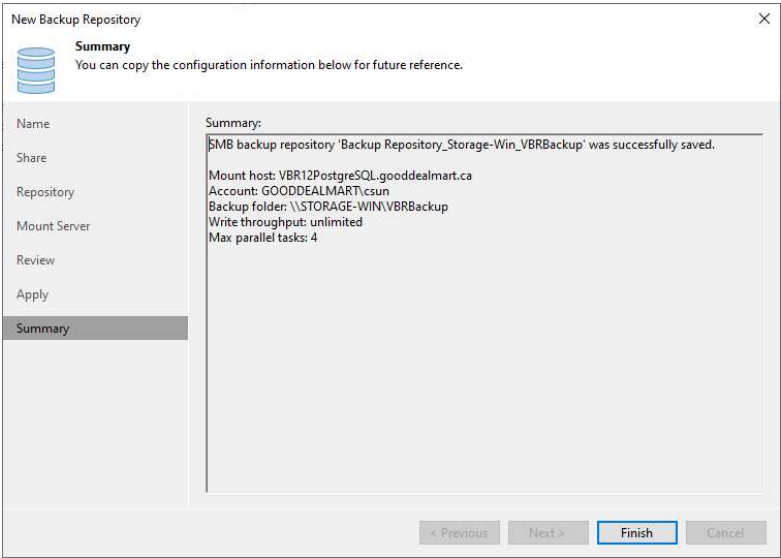 New Backup Repository
Summary
You can copy the configuration information below for future reference.
Name
Share
Repository
Mount Server
Review
Apply
Summary
Summary:
SMB backup repository 'Backup Repository_Storage-Win_VBRBackup' was successfully saved.
Mount host: VBR12PostgreSQL.gooddealmart.ca
Account: GOODDEALMART\csun
Backup folder: \\STORAGE-WIN\VBRBackup
Write throughput: unlimited
Max parallel tasks: 4
< Previous
Next >
Finish
Cancel